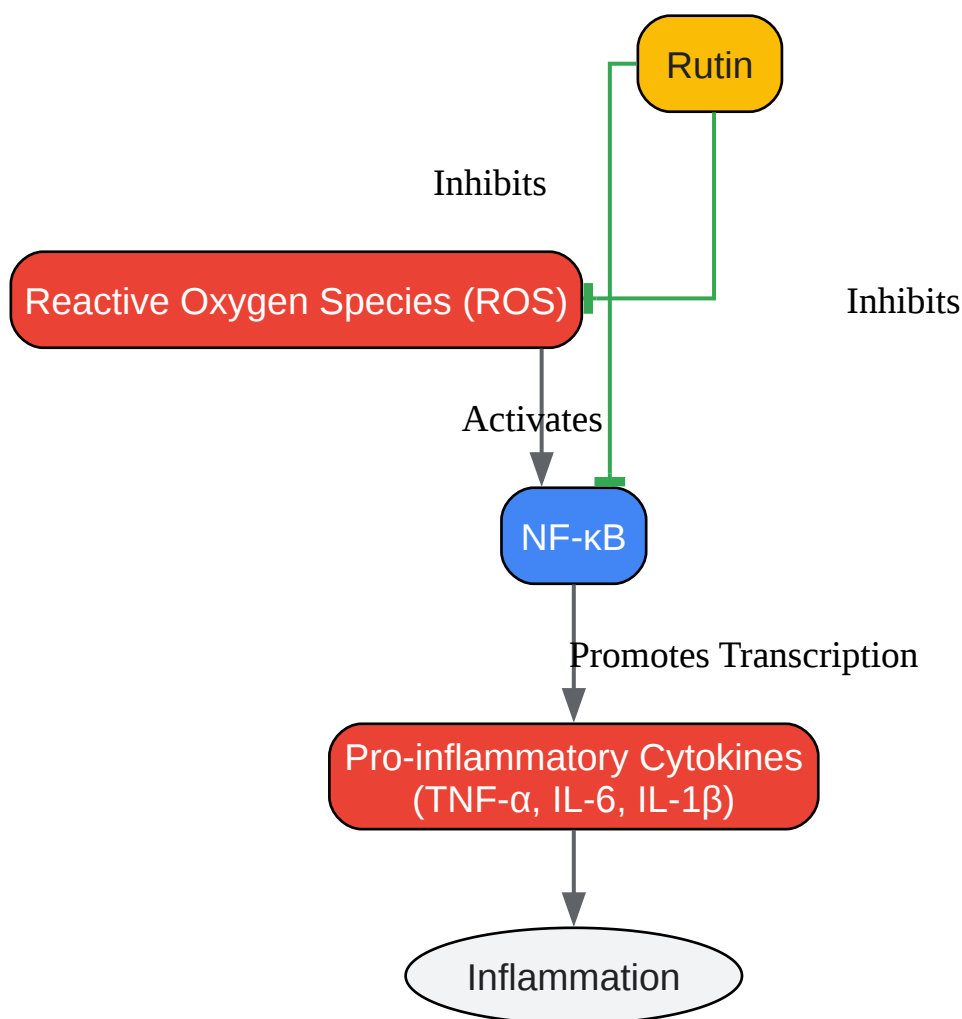 Rutin
Inhibits
Reactive Oxygen Species (ROS)
Inhibits
Activates
NF-κB
Promotes Transcription
Pro-inflammatory Cytokines
(TNF-α, IL-6, IL-1β)
Inflammation